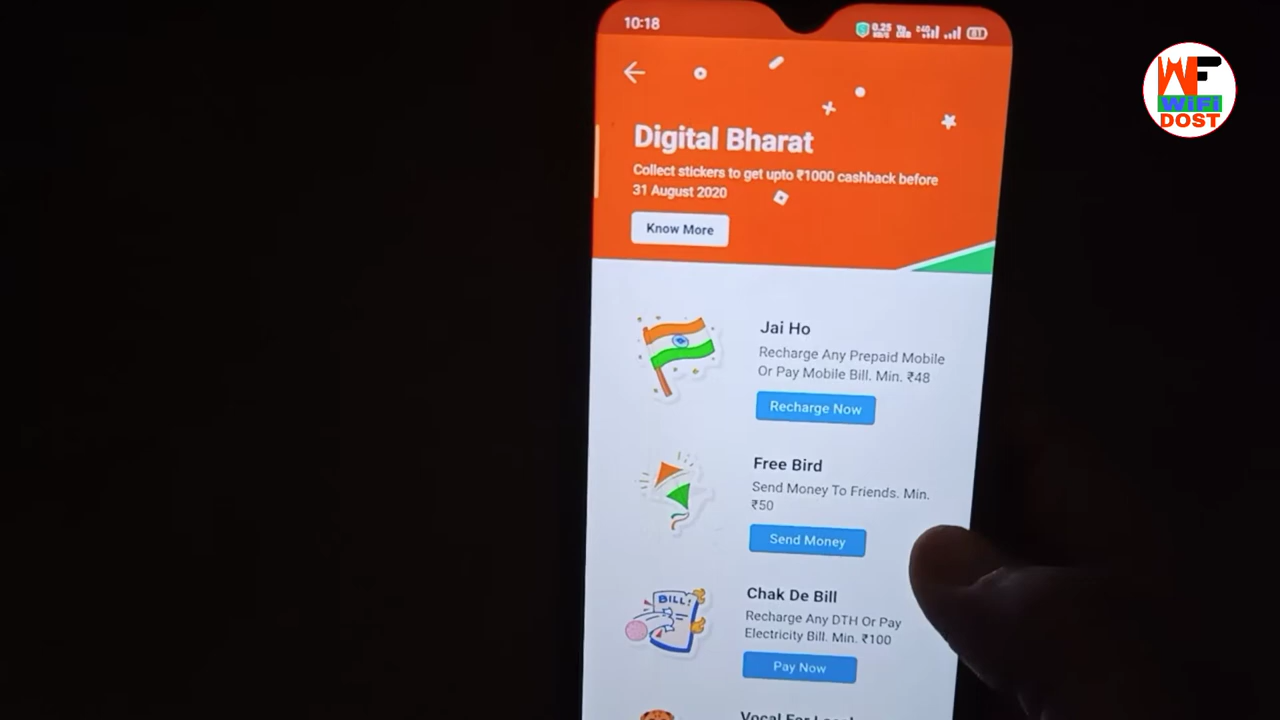 10:18
0.25
Digital Bharat
Collect stickers to get upto ₹1000 cashback before
31 August 2020
Know More
Jai Ho
Recharge Any Prepaid Mobile
Or Pay Mobile Bill. Min. ₹48
Recharge Now
Free Bird
Send Money To Friends. Min.
₹50
Send Money
BILL!
Chak De Bill
Recharge Any DTH Or Pay
Electricity Bill. Min. ₹100
Pay Now
WF
WiFi
DOST